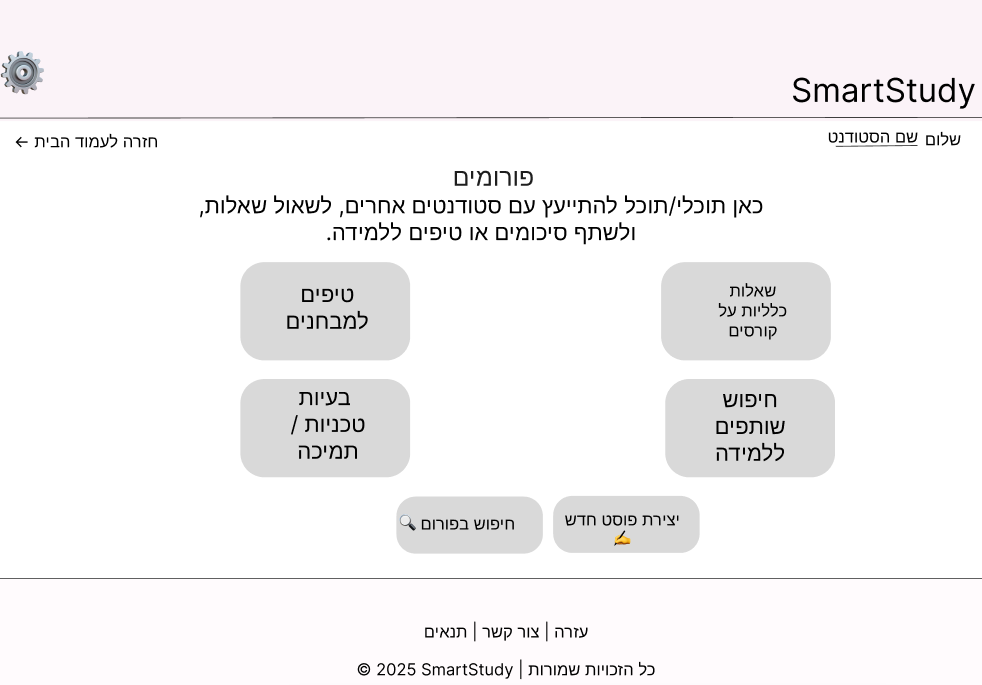 SmartStudy
שלום שם הסטודנט
חזרה לעמוד הבית ←
פורומים
כאן תוכלי/תוכל להתייעץ עם סטודנטים אחרים, לשאול שאלות,
ולשתף סיכומים או טיפים ללמידה.
שאלות
כלליות על
קורסים
טיפים
למבחנים
חיפוש
שותפים
ללמידה
בעיות
טכניות /
תמיכה
יצירת פוסט חדש
✍️
חיפוש בפורום 🔍
עזרה | צור קשר | תנאים
כל הזכויות שמורות | SmartStudy 2025 ©